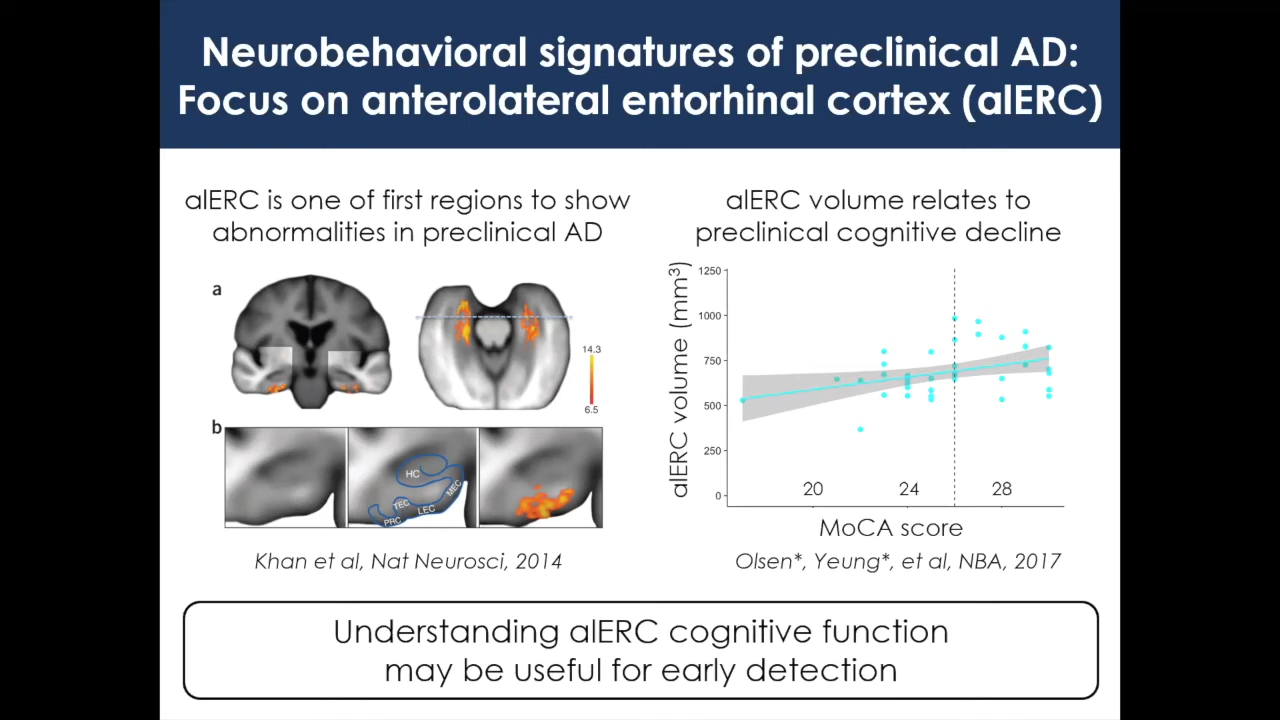 Neurobehavioral signatures of preclinical AD:
Focus on anterolateral entorhinal cortex (alERC)
alERC is one of first regions to show
abnormalities in preclinical AD
a
14.3
6.5
b
HC
MEC
TEC
LEC
PRC
Khan et al, Nat Neurosci, 2014
alERC volume relates to
preclinical cognitive decline
alERC volume (mm³)
1250
1000
750
500
250
0
20 24 28
MoCA score
Olsen*, Yeung*, et al, NBA, 2017
Understanding alERC cognitive function
may be useful for early detection